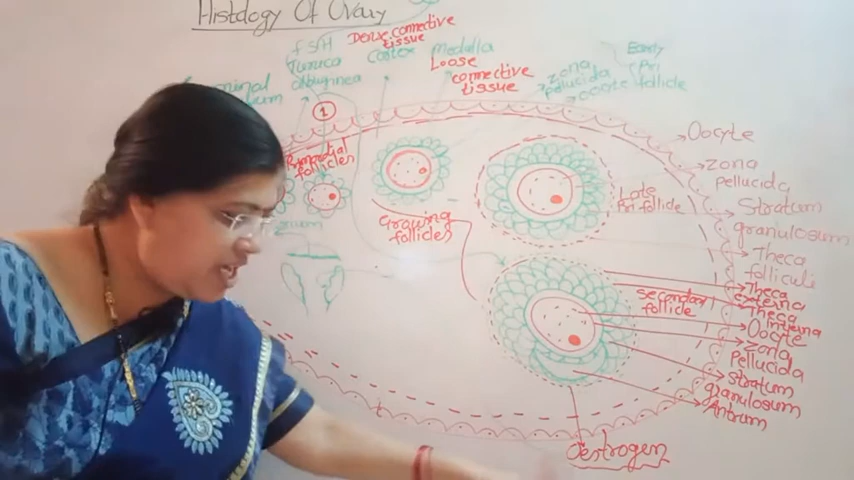 Histology Of Ovary
FSH
Tunica
albuginea
Dense connective
tissue
Cortex
Medulla
Loose
connective
tissue
Zona
pellucida
oocyte
Early
Pri
follicle
1
Primordial
follicles
Growing
follicles
Late
Pri follicle
secondary
follicle
Oocyte
Zona
pellucida
Stratum
granulosum
Theca
folliculi
Theca
externa
Theca
interna
Oocyte
Zona
Pellucida
Stratum
granulosum
Antrum
Oestrogen